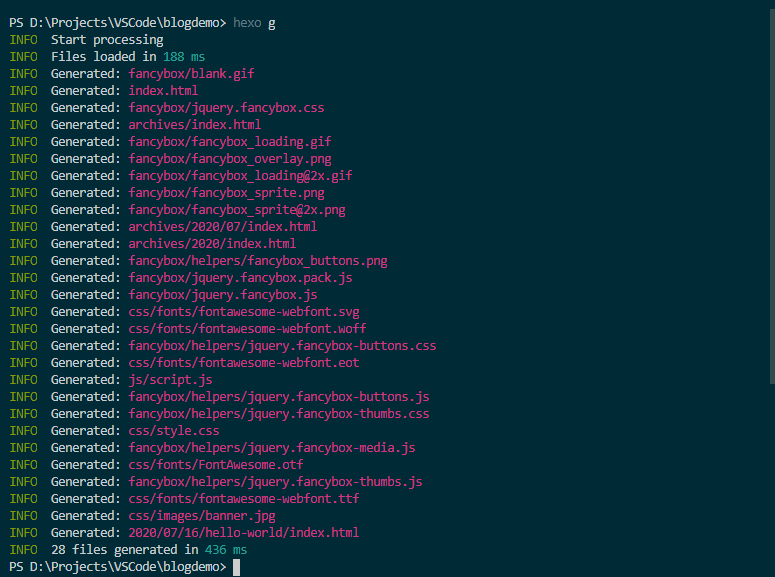 PS D:\Projects\VSCode\blogdemo> hexo g
INFO  Start processing
INFO  Files loaded in 188 ms
INFO  Generated: fancybox/blank.gif
INFO  Generated: index.html
INFO  Generated: fancybox/jquery.fancybox.css
INFO  Generated: archives/index.html
INFO  Generated: fancybox/fancybox_loading.gif
INFO  Generated: fancybox/fancybox_overlay.png
INFO  Generated: fancybox/fancybox_loading@2x.gif
INFO  Generated: fancybox/fancybox_sprite.png
INFO  Generated: fancybox/fancybox_sprite@2x.png
INFO  Generated: archives/2020/07/index.html
INFO  Generated: archives/2020/index.html
INFO  Generated: fancybox/helpers/fancybox_buttons.png
INFO  Generated: fancybox/jquery.fancybox.pack.js
INFO  Generated: fancybox/jquery.fancybox.js
INFO  Generated: css/fonts/fontawesome-webfont.svg
INFO  Generated: css/fonts/fontawesome-webfont.woff
INFO  Generated: fancybox/helpers/jquery.fancybox-buttons.css
INFO  Generated: css/fonts/fontawesome-webfont.eot
INFO  Generated: js/script.js
INFO  Generated: fancybox/helpers/jquery.fancybox-buttons.js
INFO  Generated: fancybox/helpers/jquery.fancybox-thumbs.css
INFO  Generated: css/style.css
INFO  Generated: fancybox/helpers/jquery.fancybox-media.js
INFO  Generated: css/fonts/FontAwesome.otf
INFO  Generated: fancybox/helpers/jquery.fancybox-thumbs.js
INFO  Generated: css/fonts/fontawesome-webfont.ttf
INFO  Generated: css/images/banner.jpg
INFO  Generated: 2020/07/16/hello-world/index.html
INFO  28 files generated in 436 ms
PS D:\Projects\VSCode\blogdemo>